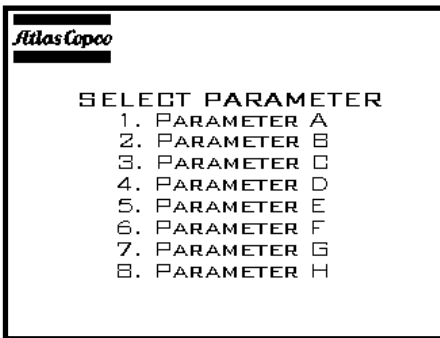 Atlas Copco
SELECT PARAMETER
1. PARAMETER A
2. PARAMETER B
3. PARAMETER C
4. PARAMETER D
5. PARAMETER E
6. PARAMETER F
7. PARAMETER G
8. PARAMETER H